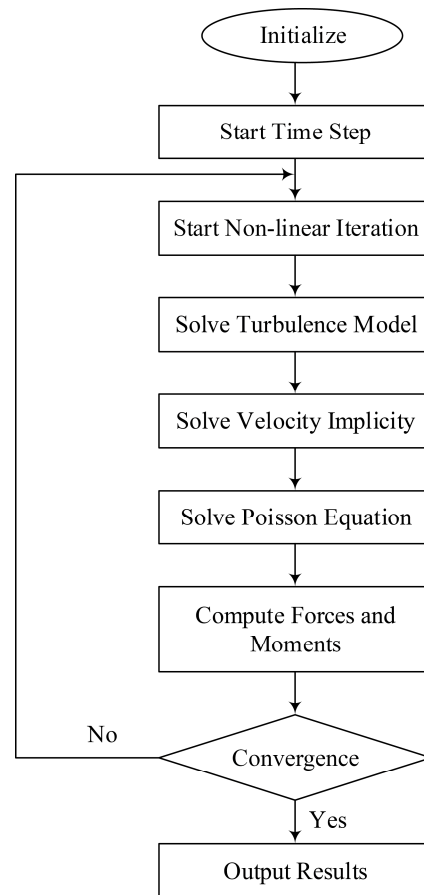 Initialize
Start Time Step
Start Non-linear Iteration
Solve Turbulence Model
Solve Velocity Implicity
Solve Poisson Equation
Compute Forces and
Moments
No
Convergence
Yes
Output Results